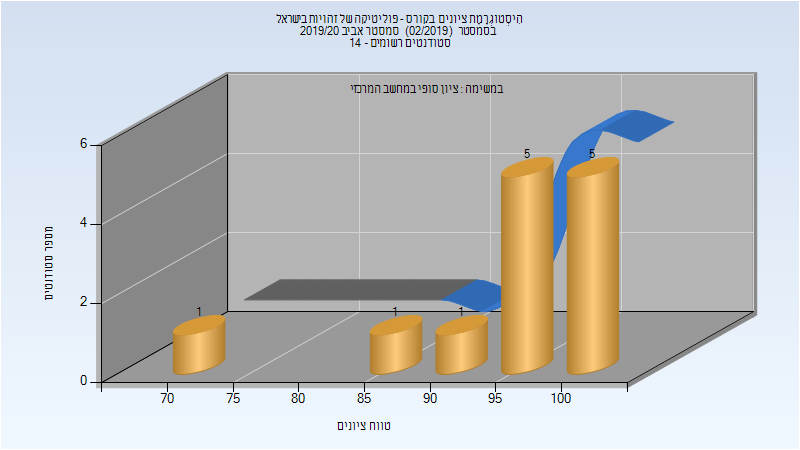 היסטוגרמת ציונים בקורס - פוליטיקה של זהויות בישראל
בסמסטר (02/2019) סמסטר אביב 2019/20
סטודנטים רשומים - 14
במשימה : ציון סופי במחשב המרכזי
מספר סטודנטים
6
4
2
0
1
1
1
5
5
70
75
80
85
90
95
100
טווח ציונים